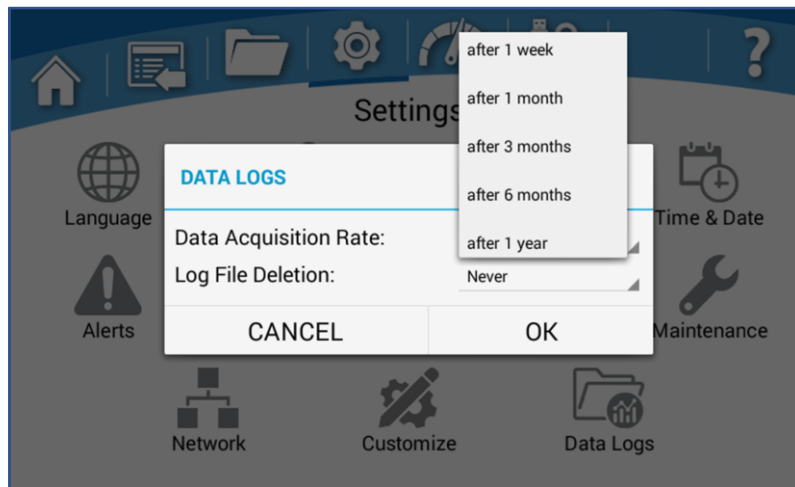 Settings
after 1 week
after 1 month
after 3 months
after 6 months
after 1 year
DATA LOGS
Data Acquisition Rate:
Log File Deletion:
Never
CANCEL
OK
Language
Time & Date
Alerts
Maintenance
Network
Customize
Data Logs
?